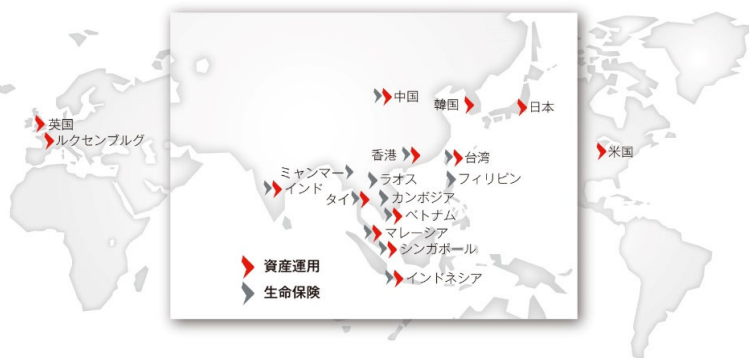 英国
ルクセンブルグ
中国
韓国
日本
香港
台湾
米国
ミャンマー
ラオス
フィリピン
インド
タイ
カンボジア
ベトナム
マレーシア
シンガポール
インドネシア
資産運用
生命保険